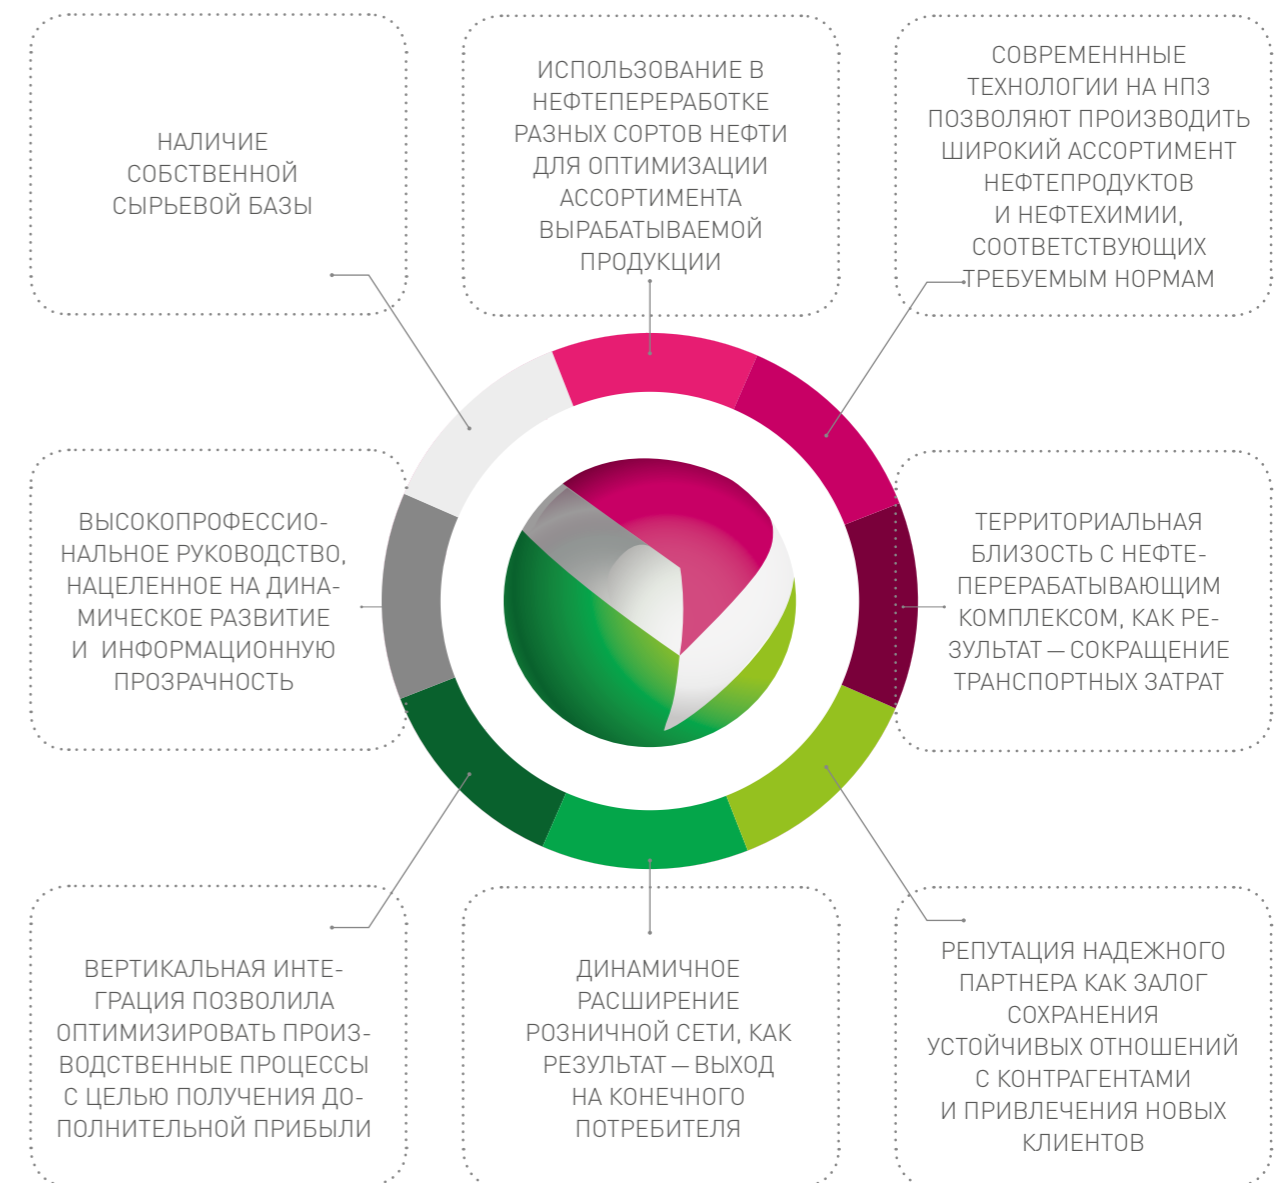 НАЛИЧИЕ
СОБСТВЕННОЙ
СЫРЬЕВОЙ БАЗЫ
ИСПОЛЬЗОВАНИЕ В
НЕФТЕПЕРЕРАБОТКЕ
РАЗНЫХ СОРТОВ НЕФТИ
ДЛЯ ОПТИМИЗАЦИИ
АССОРТИМЕНТА
ВЫРАБАТЫВАЕМОЙ
ПРОДУКЦИИ
СОВРЕМЕНННЫЕ
ТЕХНОЛОГИИ НА НПЗ
ПОЗВОЛЯЮТ ПРОИЗВОДИТЬ
ШИРОКИЙ АССОРТИМЕНТ
НЕФТЕПРОДУКТОВ
И НЕФТЕХИМИИ,
СООТВЕТСТВУЮЩИХ
ТРЕБУЕМЫМ НОРМАМ
ВЫСОКОПРОФЕССИО-
НАЛЬНОЕ РУКОВОДСТВО,
НАЦЕЛЕННОЕ НА ДИНА-
МИЧЕСКОЕ РАЗВИТИЕ
И ИНФОРМАЦИОННУЮ
ПРОЗРАЧНОСТЬ
ТЕРРИТОРИАЛЬНАЯ
БЛИЗОСТЬ С НЕФТЕ-
ПЕРЕРАБАТЫВАЮЩИМ
КОМПЛЕКСОМ, КАК РЕ-
ЗУЛЬТАТ — СОКРАЩЕНИЕ
ТРАНСПОРТНЫХ ЗАТРАТ
ВЕРТИКАЛЬНАЯ ИНТЕ-
ГРАЦИЯ ПОЗВОЛИЛА
ОПТИМИЗИРОВАТЬ ПРОИЗ-
ВОДСТВЕННЫЕ ПРОЦЕССЫ
С ЦЕЛЬЮ ПОЛУЧЕНИЯ ДО-
ПОЛНИТЕЛЬНОЙ ПРИБЫЛИ
ДИНАМИЧНОЕ
РАСШИРЕНИЕ
РОЗНИЧНОЙ СЕТИ, КАК
РЕЗУЛЬТАТ — ВЫХОД
НА КОНЕЧНОГО
ПОТРЕБИТЕЛЯ
РЕПУТАЦИЯ НАДЕЖНОГО
ПАРТНЕРА КАК ЗАЛОГ
СОХРАНЕНИЯ
УСТОЙЧИВЫХ ОТНОШЕНИЙ
С КОНТРАГЕНТАМИ
И ПРИВЛЕЧЕНИЯ НОВЫХ
КЛИЕНТОВ